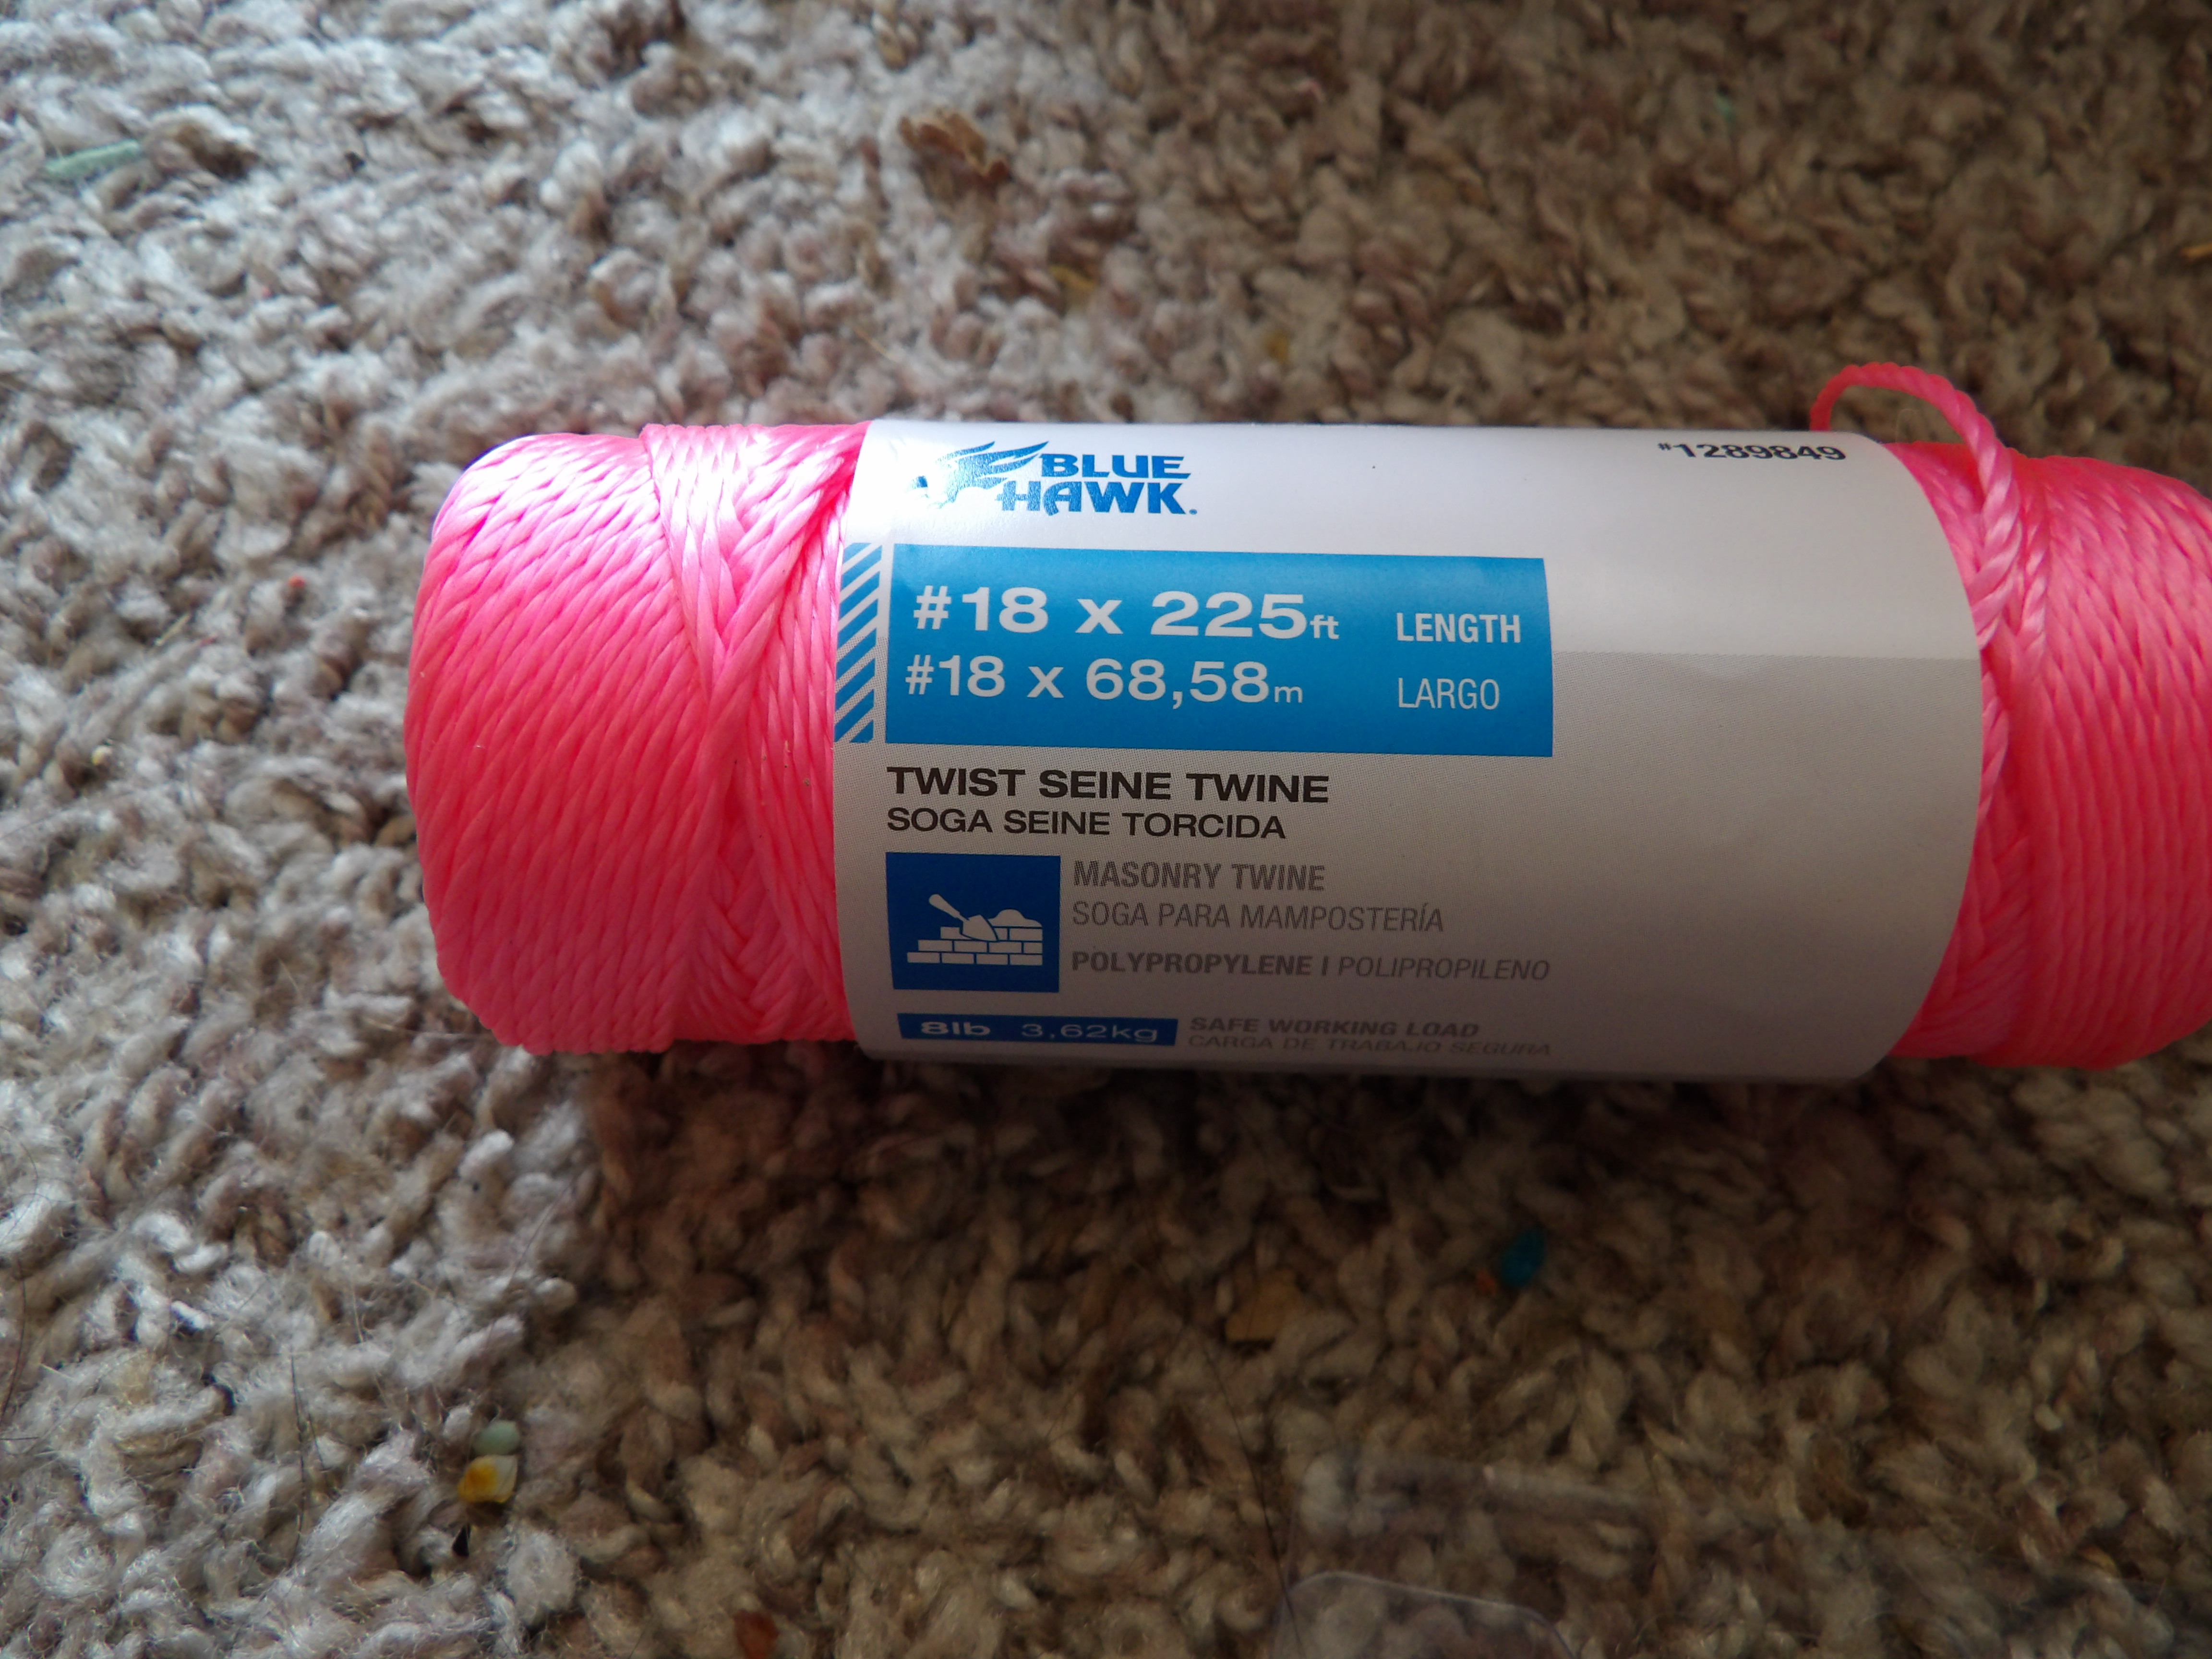 BLUE
HAWK.
#1289849
#18 x 225ft LENGTH
#18 x 68,58m LARGO
TWIST SEINE TWINE
SOGA SEINE TORCIDA
MASONRY TWINE
SOGA PARA MAMPOSTERÍA
POLYPROPYLENE | POLIPROPILENO
8lb 3,62kg SAFE WORKING LOAD
CARGA DE TRABAJO SEGURA